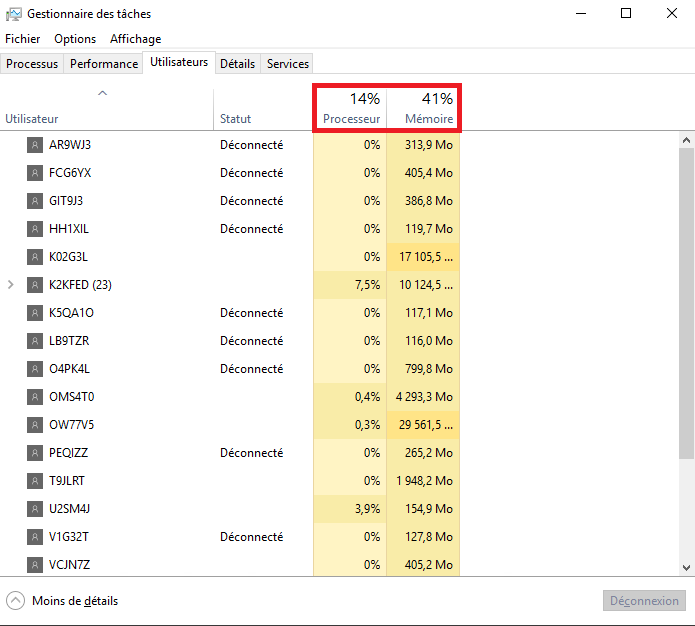 Gestionnaire des tâches
Fichier Options Affichage
Processus Performance Utilisateurs Détails Services
14% 41%
Utilisateur Statut Processeur Mémoire
AR9WJ3 Déconnecté 0% 313,9 Mo
FCG6YX Déconnecté 0% 405,4 Mo
GIT9J3 Déconnecté 0% 386,8 Mo
HH1XIL Déconnecté 0% 119,7 Mo
K02G3L 0% 17 105,5 ...
K2KFED (23) 7,5% 10 124,5 ...
K5QA1O Déconnecté 0% 117,1 Mo
LB9TZR Déconnecté 0% 116,0 Mo
O4PK4L Déconnecté 0% 799,8 Mo
OMS4T0 0,4% 4 293,3 Mo
OW77V5 0,3% 29 561,5 ...
PEQIZZ Déconnecté 0% 265,2 Mo
T9JLRT 0% 1 948,2 Mo
U2SM4J 3,9% 154,9 Mo
V1G32T Déconnecté 0% 127,8 Mo
VCJN7Z 0% 405,2 Mo
Moins de détails Déconnexion